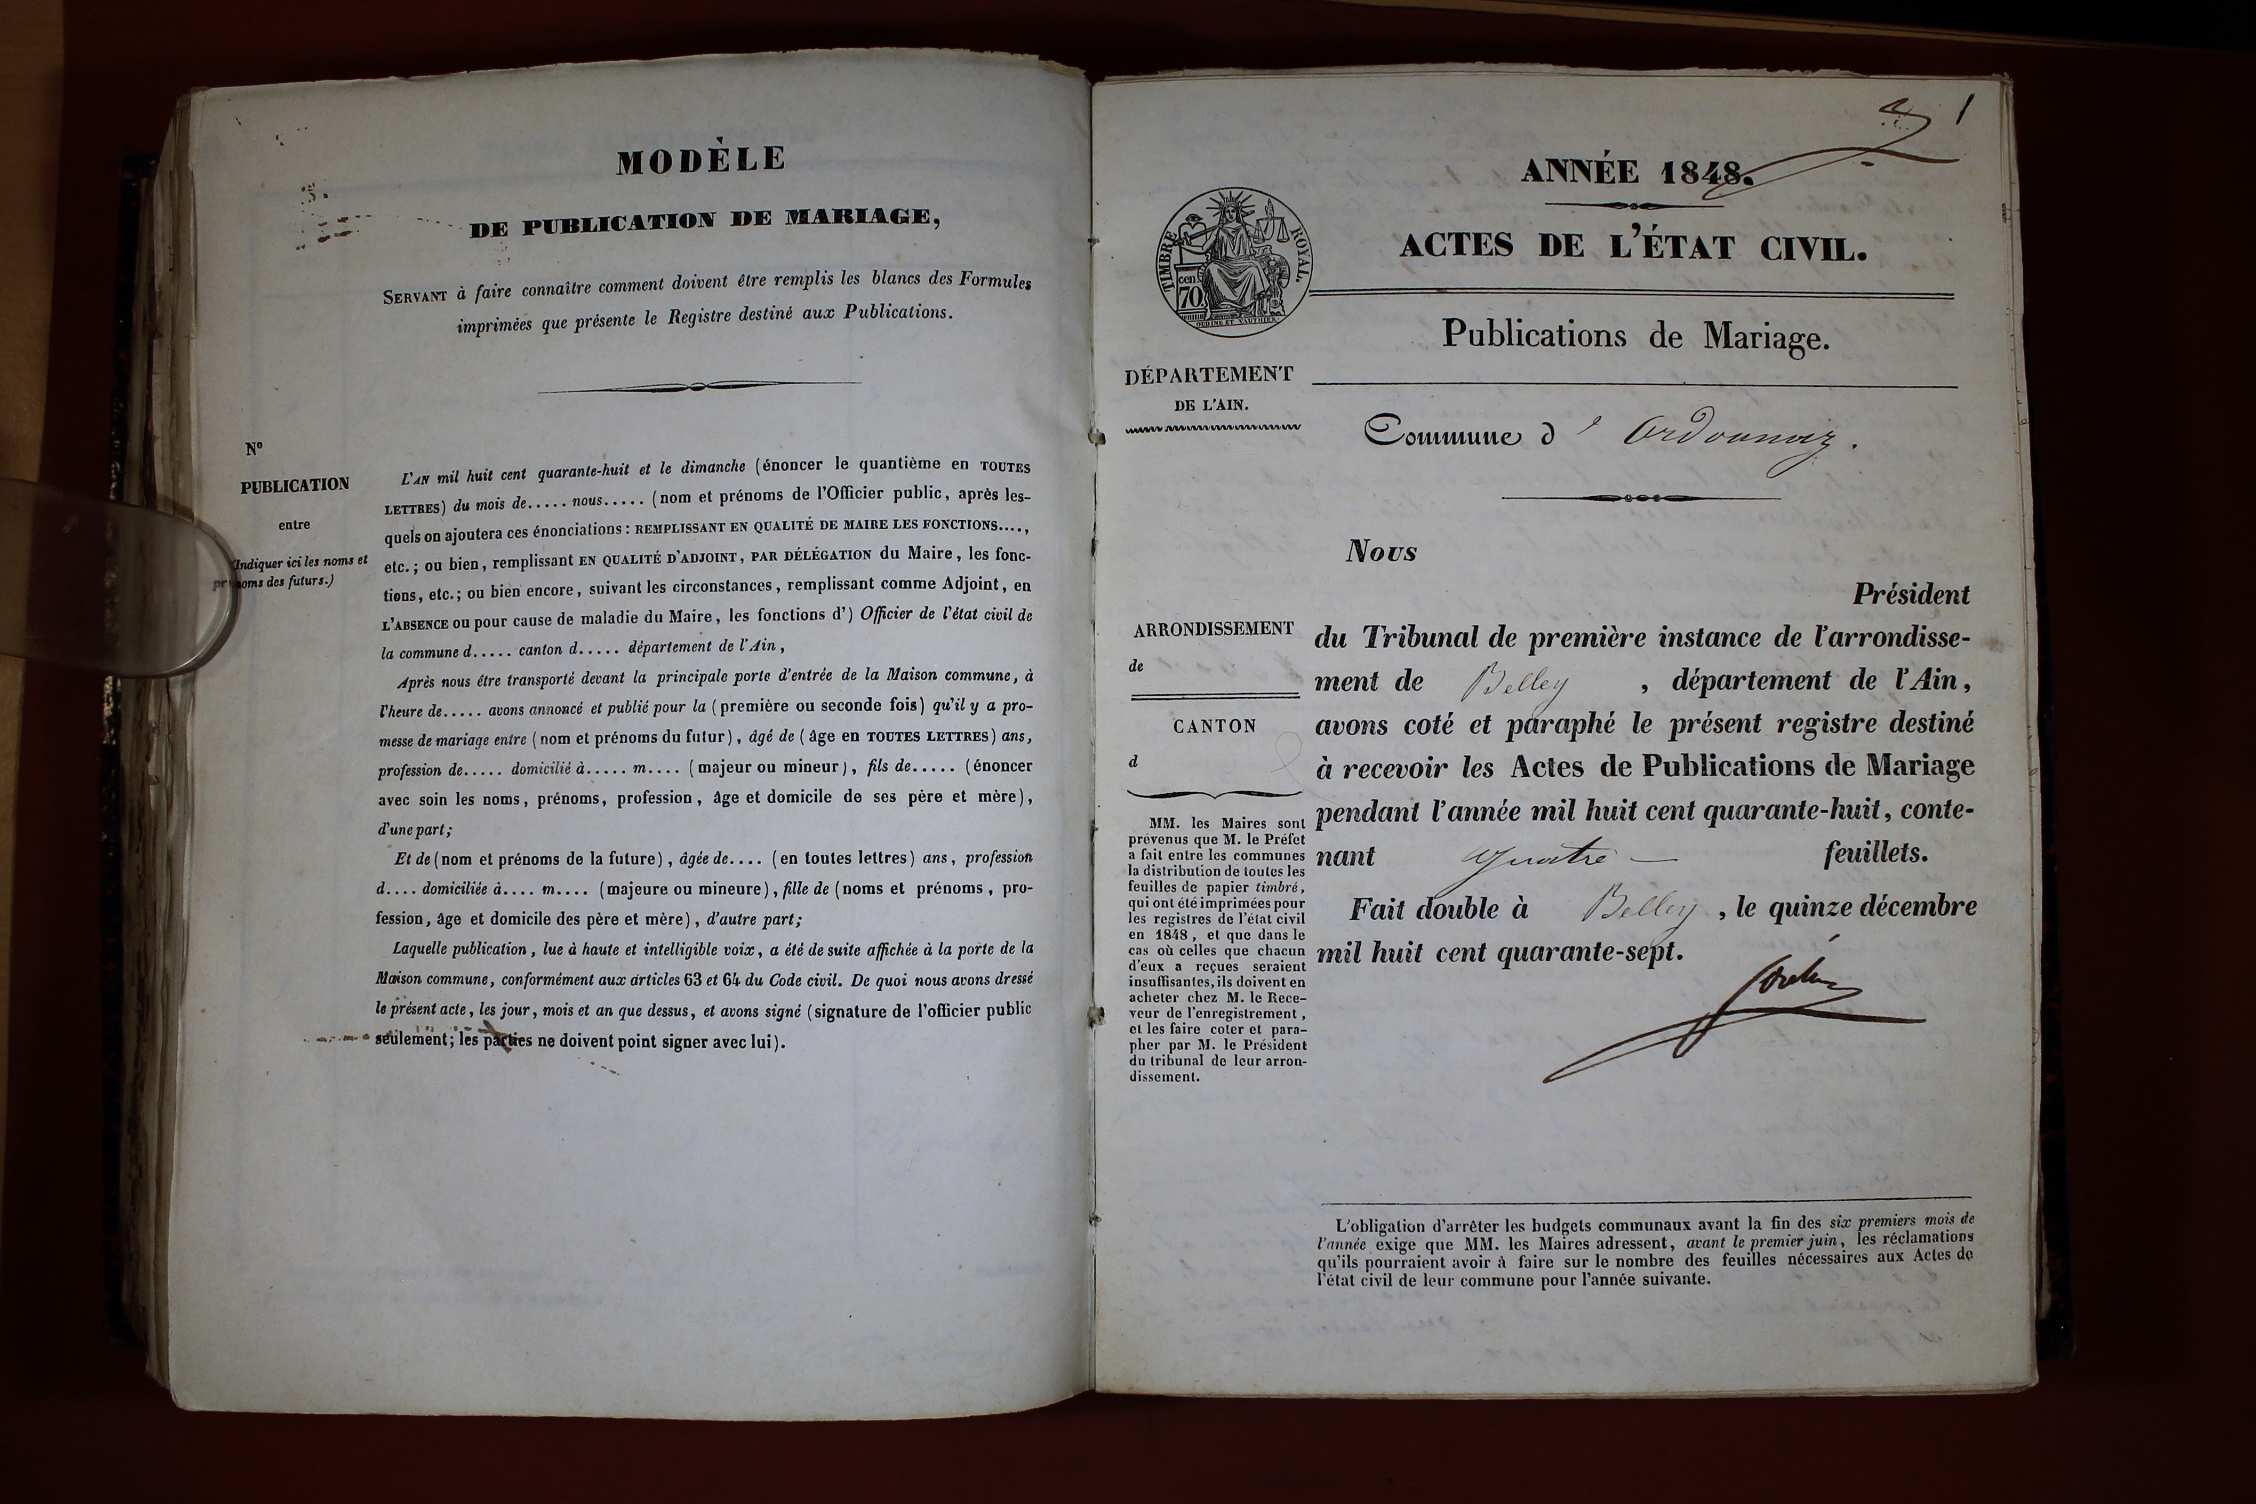 MODÈLE
DE PUBLICATION DE MARIAGE,
SERVANT à faire connaître comment doivent être remplis les blancs des Formules
imprimées que présente le Registre destiné aux Publications.
N°
PUBLICATION
entre
(Indiquer ici les noms et
prénoms des futurs.)
L'AN mil huit cent quarante-huit et le dimanche (énoncer le quantième en TOUTES
LETTRES) du mois de..... nous..... (nom et prénoms de l'Officier public, après les-
quels on ajoutera ces énonciations : REMPLISSANT EN QUALITÉ DE MAIRE LES FONCTIONS....,
etc.; ou bien, remplissant EN QUALITÉ D'ADJOINT, PAR DÉLÉGATION du Maire, les fonc-
tions, etc.; ou bien encore, suivant les circonstances, remplissant comme Adjoint, en
L'ABSENCE ou pour cause de maladie du Maire, les fonctions d') Officier de l'état civil de
la commune d..... canton d..... département de l'Ain,
Après nous être transporté devant la principale porte d'entrée de la Maison commune, à
l'heure de..... avons annoncé et publié pour la (première ou seconde fois) qu'il y a pro-
messe de mariage entre (nom et prénoms du futur), âgé de (âge en TOUTES LETTRES) ans,
profession de..... domicilié à..... m.... (majeur ou mineur), fils de..... (énoncer
avec soin les noms, prénoms, profession, âge et domicile de ses père et mère),
d'une part;
Et de (nom et prénoms de la future), âgée de.... (en toutes lettres) ans, profession
d.... domiciliée à.... m.... (majeure ou mineure), fille de (noms et prénoms, pro-
fession, âge et domicile des père et mère), d'autre part;
Laquelle publication, lue à haute et intelligible voix, a été de suite affichée à la porte de la
Maison commune, conformément aux articles 63 et 64 du Code civil. De quoi nous avons dressé
le présent acte, les jour, mois et an que dessus, et avons signé (signature de l'officier public
seulement; les parties ne doivent point signer avec lui).
1
ANNÉE 1848.
ACTES DE L'ÉTAT CIVIL.
TIMBRE ROYAL.
cen.
70.
Publications de Mariage.
DÉPARTEMENT
DE L'AIN.
Commune d'Ordonnaz.
Nous
Président
du Tribunal de première instance de l'arrondisse-
ment de Belley, département de l'Ain,
avons coté et paraphé le présent registre destiné
à recevoir les Actes de Publications de Mariage
pendant l'année mil huit cent quarante-huit, conte-
nant quatre feuillets.
Fait double à Belley, le quinze décembre
mil huit cent quarante-sept.
ARRONDISSEMENT
de
CANTON
d
MM. les Maires sont
prévenus que M. le Préfet
a fait entre les communes
la distribution de toutes les
feuilles de papier timbré,
qui ont été imprimées pour
les registres de l'état civil
en 1848, et que dans le
cas où celles que chacun
d'eux a reçues seraient
insuffisantes, ils doivent en
acheter chez M. le Rece-
veur de l'enregistrement,
et les faire coter et para-
pher par M. le Président
du tribunal de leur arron-
dissement.
L'obligation d'arrêter les budgets communaux avant la fin des six premiers mois de
l'année exige que MM. les Maires adressent, avant le premier juin, les réclamations
qu'ils pourraient avoir à faire sur le nombre des feuilles nécessaires aux Actes de
l'état civil de leur commune pour l'année suivante.